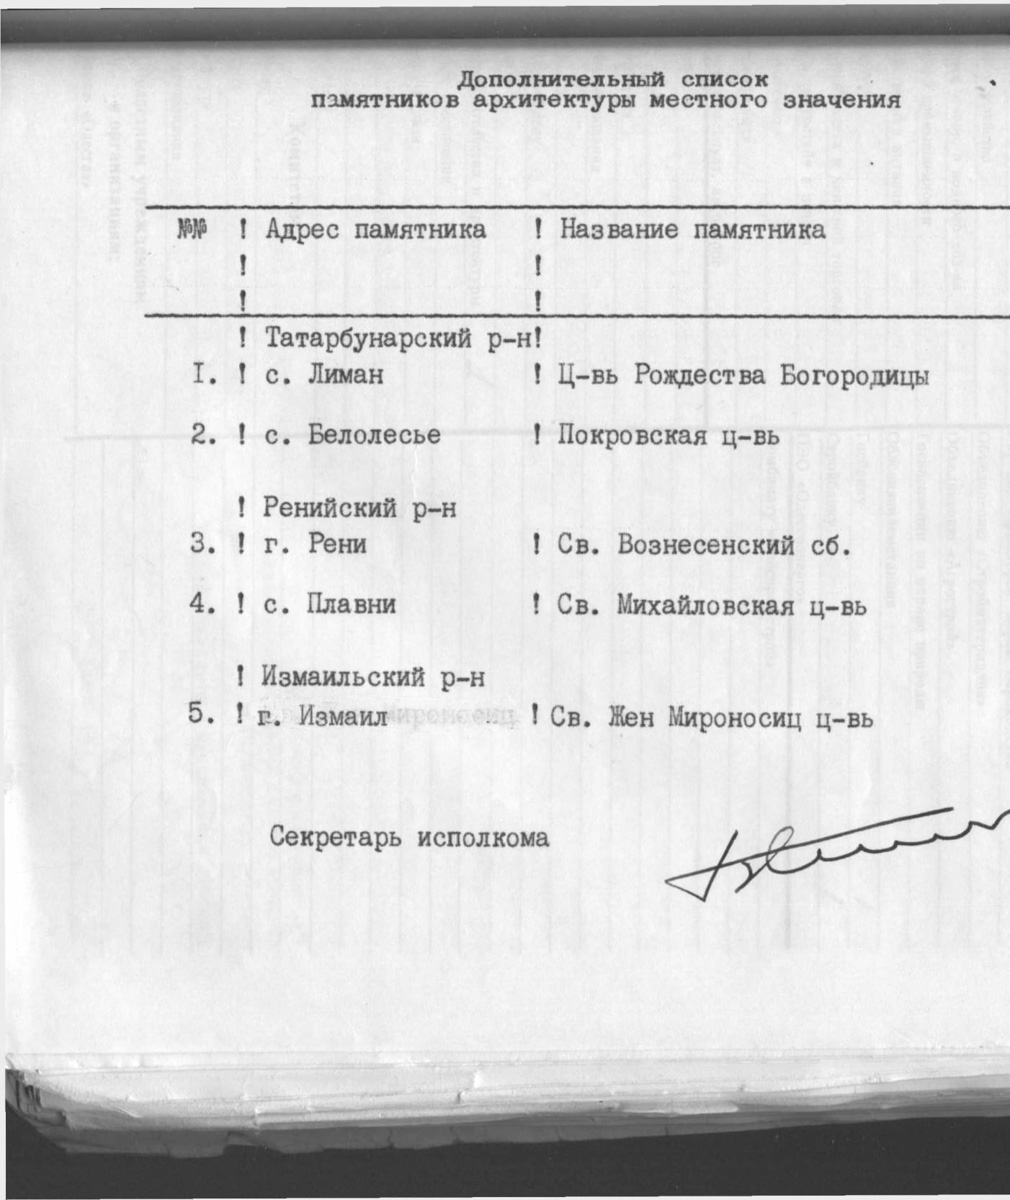 Дополнительный список
памятников архитектуры местного значения
№№ ! Адрес памятника ! Название памятника
! !
! !
! Татарбунарский р-н!
I. ! с. Лиман ! Ц-вь Рождества Богородицы
2. ! с. Белолесье ! Покровская ц-вь
! Ренийский р-н
3. ! г. Рени ! Св. Вознесенский сб.
4. ! с. Плавни ! Св. Михайловская ц-вь
! Измаильский р-н
5. ! г. Измаил ! Св. Жен Мироносиц ц-вь
Секретарь исполкома